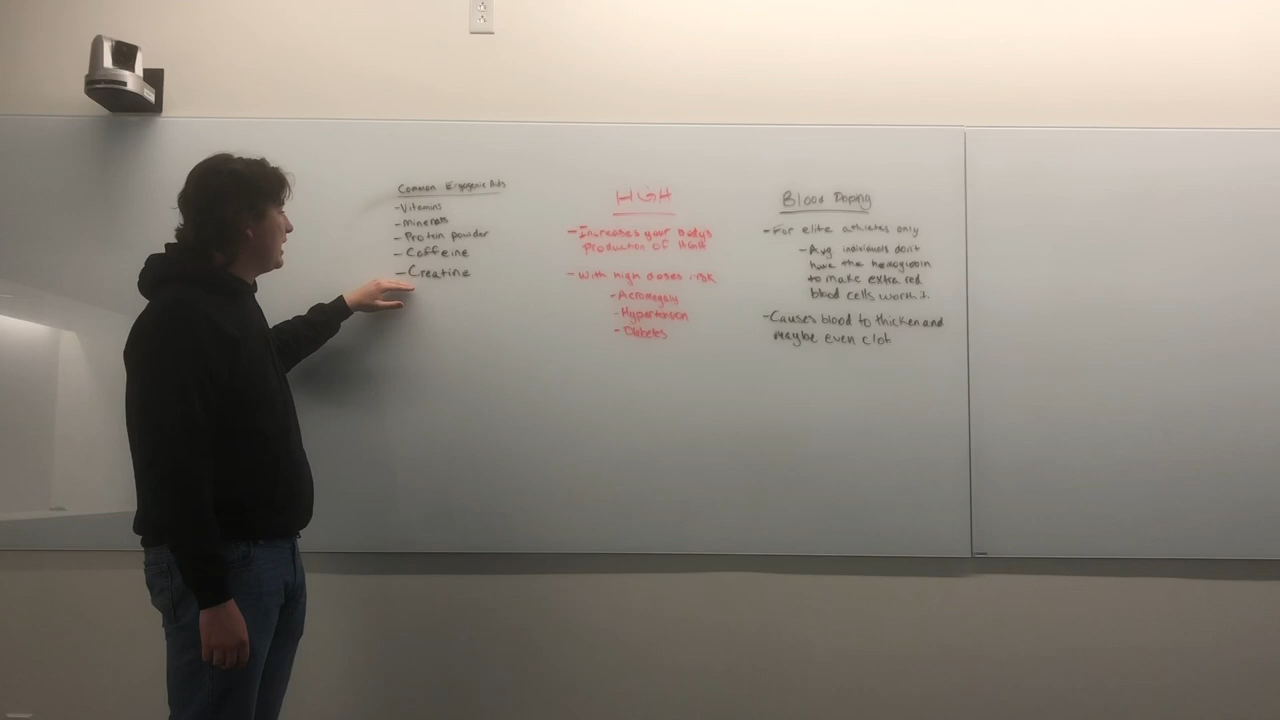 Common Ergogenic Aids
-Vitamins
-Minerals
-Protein powder
-Caffeine
-Creatine
HGH
-Increases your body's
production of HGH
-With high doses risk
-Acromegaly
-Hypertension
-Diabetes
Blood Doping
-For elite athletes only
-Avg individuals don't
have the hemoglobin
to make extra red
blood cells worth it.
-Causes blood to thicken and
maybe even clot